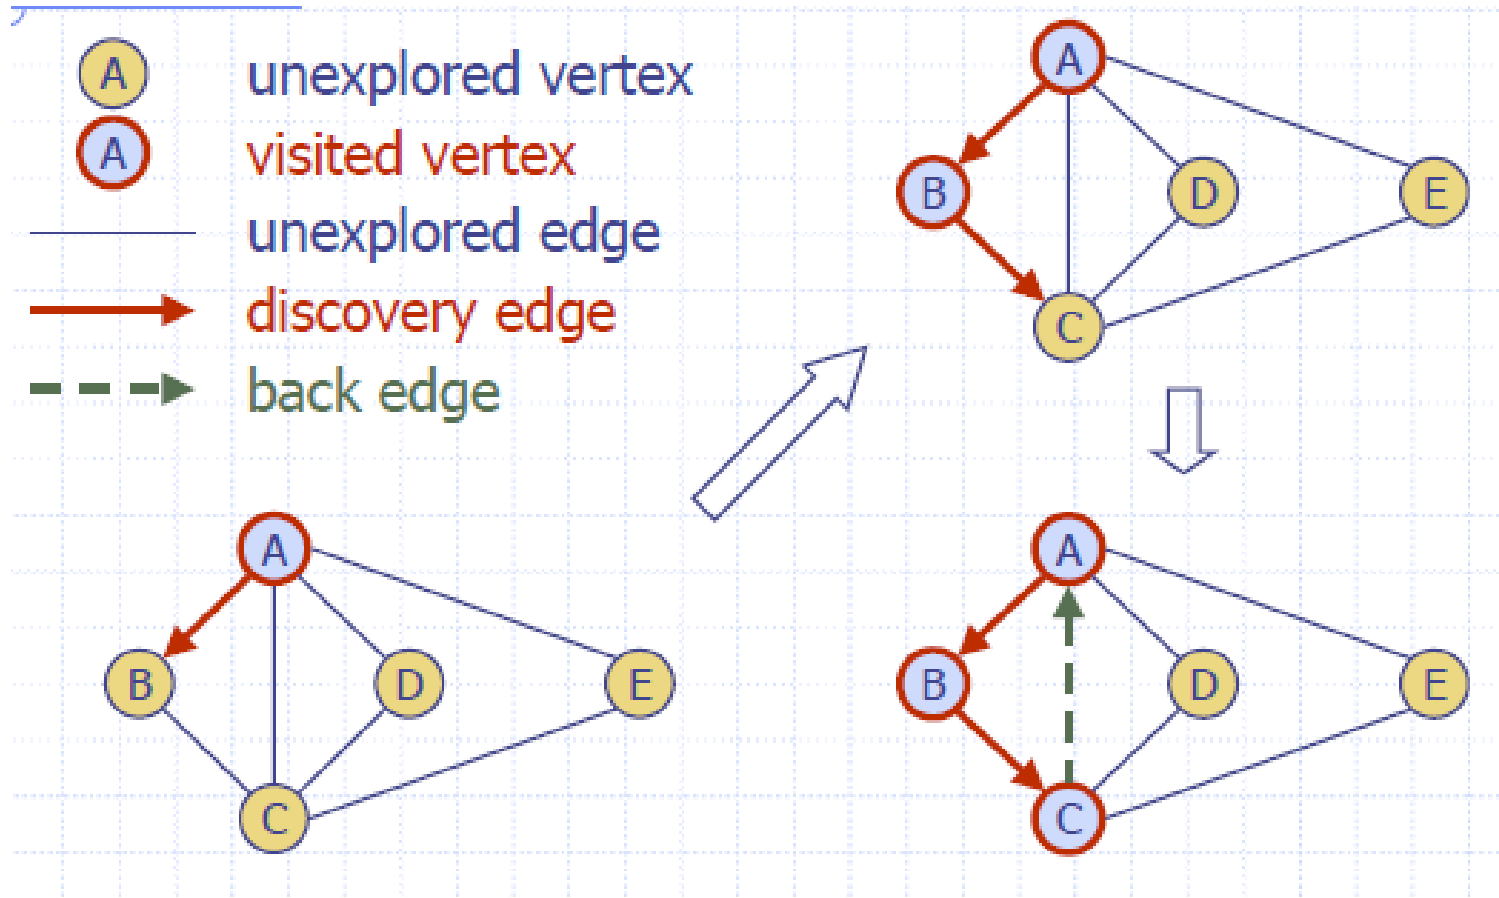 A unexplored vertex
A visited vertex
unexplored edge
discovery edge
back edge
A
B D E
C
A
B D E
C
A
B D E
C